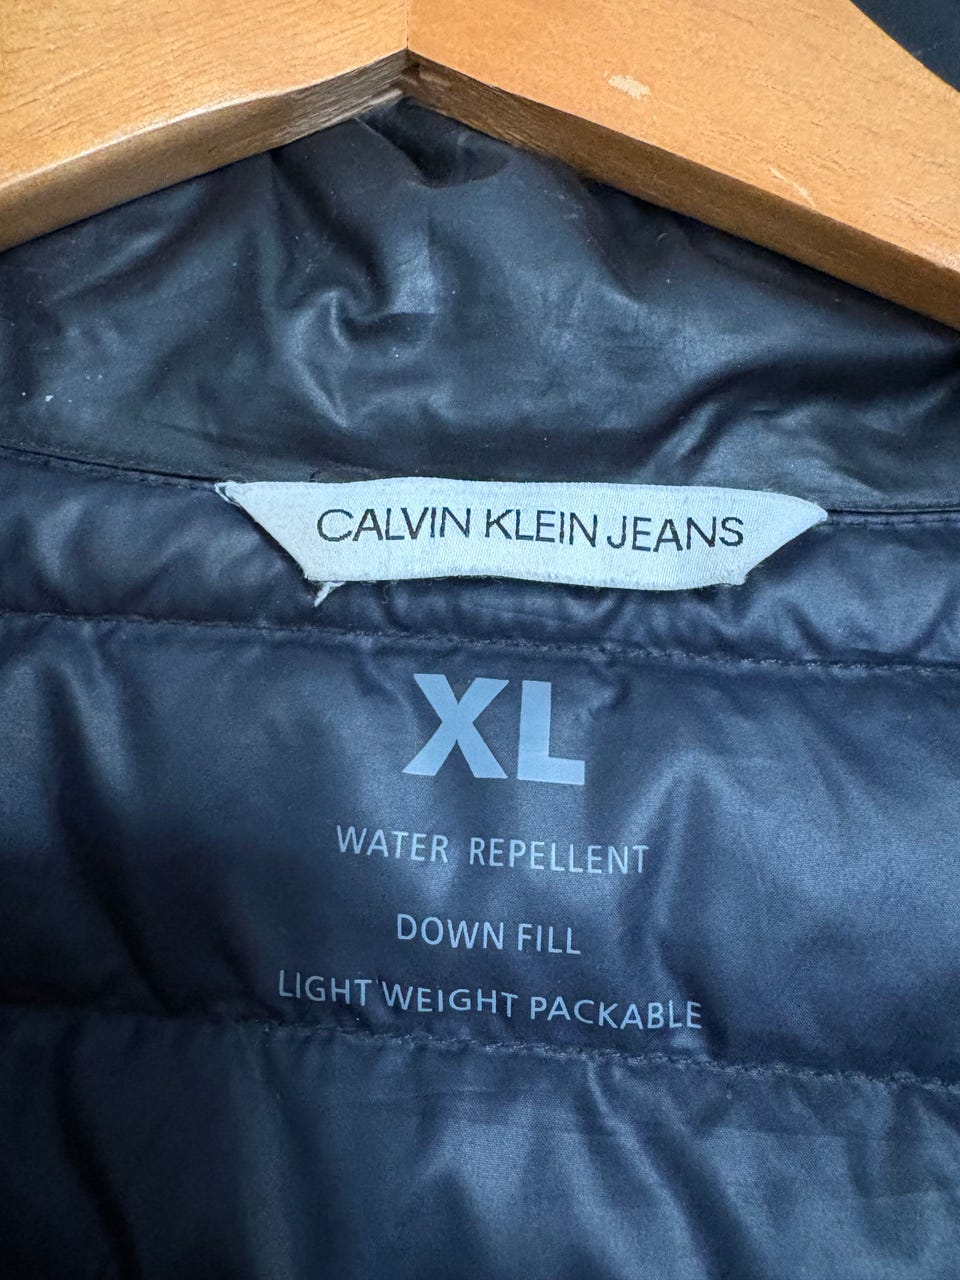 CALVIN KLEIN JEANS
XL
WATER REPELLENT
DOWN FILL
LIGHT WEIGHT PACKABLE